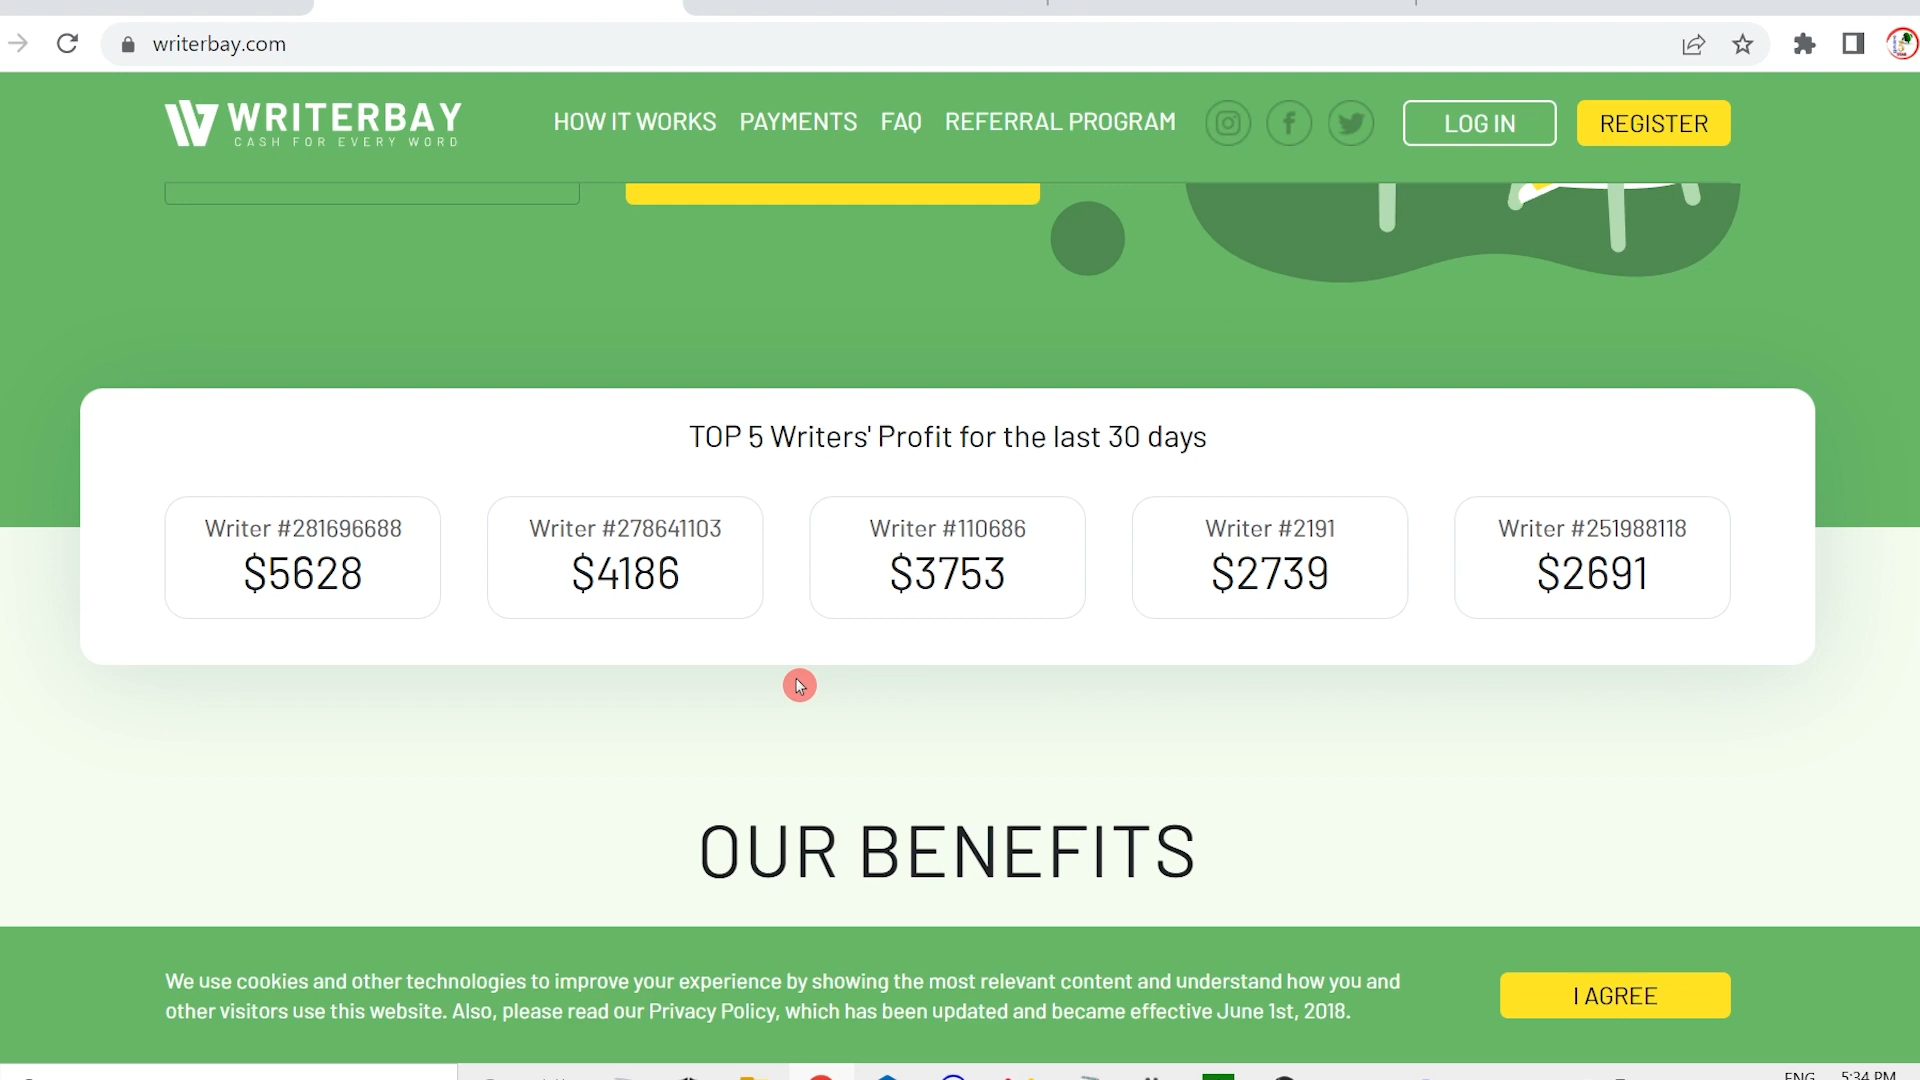 writerbay.com
WRITERBAY
CASH FOR EVERY WORD
HOW IT WORKS PAYMENTS FAQ REFERRAL PROGRAM LOG IN REGISTER
TOP 5 Writers' Profit for the last 30 days
Writer #281696688 Writer #278641103 Writer #110686 Writer #2191 Writer #251988118
$5628 $4186 $3753 $2739 $2691
OUR BENEFITS
We use cookies and other technologies to improve your experience by showing the most relevant content and understand how you and
other visitors use this website. Also, please read our Privacy Policy, which has been updated and became effective June 1st, 2018.
I AGREE
ENG 5:34 PM